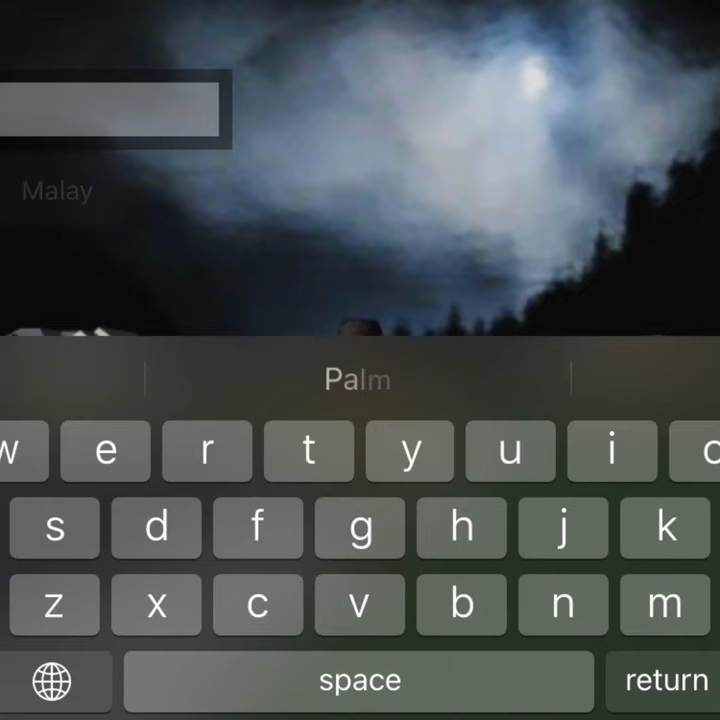 Malay
Palm
w e r t y u i
s d f g h j k
z x c v b n m
space return